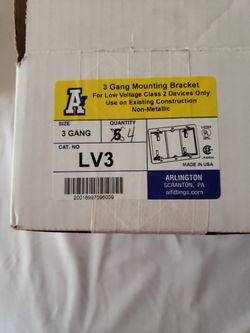 A
3 Gang Mounting Bracket
For Low Voltage Class 2 Devices Only
Use on Existing Construction
Non-Metallic
SIZE
QUANTITY
3 GANG
4
CAT. NO
LV3
MADE IN USA
ARLINGTON
SCRANTON, PA
aifittings.com